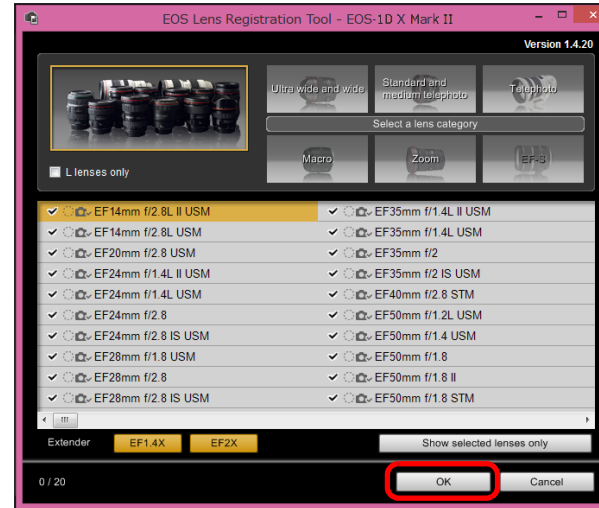 EOS Lens Registration Tool - EOS-1D X Mark II
Version 1.4.20
Ultra wide and wide
Standard and
medium telephoto
Telephoto
Select a lens category
L lenses only
Macro
Zoom
EF-S
EF14mm f/2.8L II USM
EF35mm f/1.4L II USM
EF14mm f/2.8L USM
EF35mm f/1.4L USM
EF20mm f/2.8 USM
EF35mm f/2
EF24mm f/1.4L II USM
EF35mm f/2 IS USM
EF24mm f/1.4L USM
EF40mm f/2.8 STM
EF24mm f/2.8
EF50mm f/1.2L USM
EF24mm f/2.8 IS USM
EF50mm f/1.4 USM
EF28mm f/1.8 USM
EF50mm f/1.8
EF28mm f/2.8
EF50mm f/1.8 II
EF28mm f/2.8 IS USM
EF50mm f/1.8 STM
Extender
EF1.4X
EF2X
Show selected lenses only
0 / 20
OK
Cancel